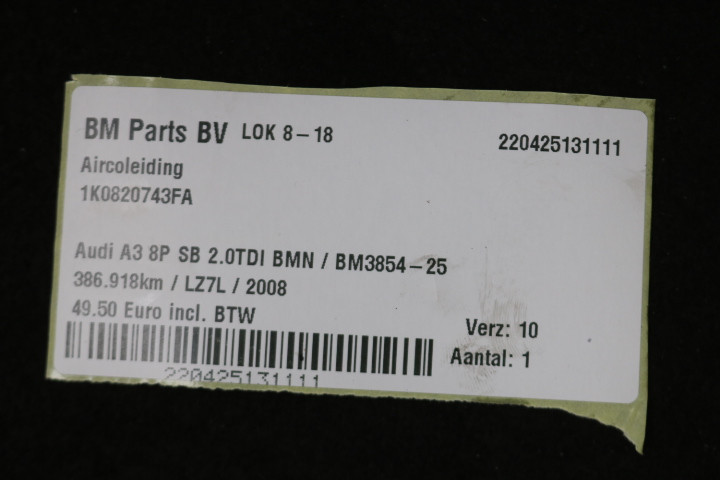 BM Parts BV LOK 8-18
220425131111
Aircoleiding
1K0820743FA
Audi A3 8P SB 2.0TDI BMN / BM3854-25
386.918km / LZ7L / 2008
49.50 Euro incl. BTW
Verz: 10
Aantal: 1
220425131111